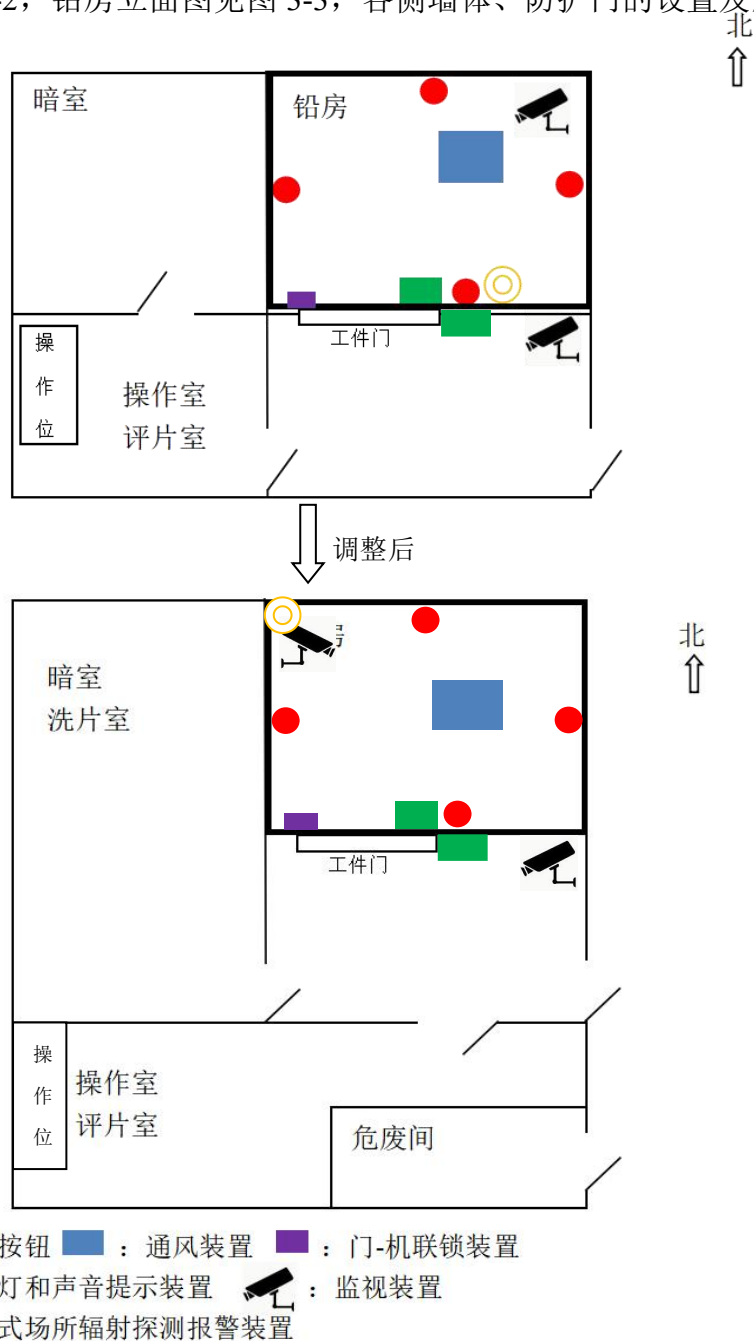 2，铅房立面图见图 3-3，各侧墙体、防护门的设置及
北
暗室
铅房
工件门
操
作
位
操作室
评片室
调整后
北
暗室
洗片室
工件门
操
作
位
操作室
评片室
危废间
按钮 ：通风装置 ：门-机联锁装置
灯和声音提示装置 ：监视装置
式场所辐射探测报警装置